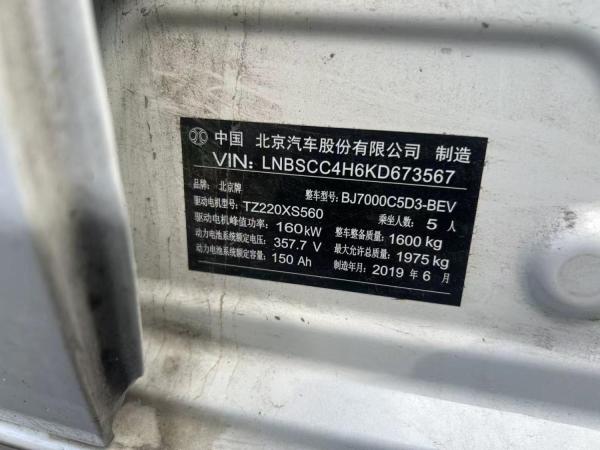 中国 北京汽车股份有限公司 制造
VIN: LNBSCC4H6KD673567
品牌: 北京牌 整车型号: BJ7000C5D3-BEV
驱动电机型号: TZ220XS560 乘坐人数: 5 人
驱动电机峰值功率: 160kW 整车整备质量: 1600 kg
动力电池系统额定电压: 357.7 V 最大允许总质量: 1975 kg
动力电池系统额定容量: 150 Ah 制造年月: 2019 年 6 月